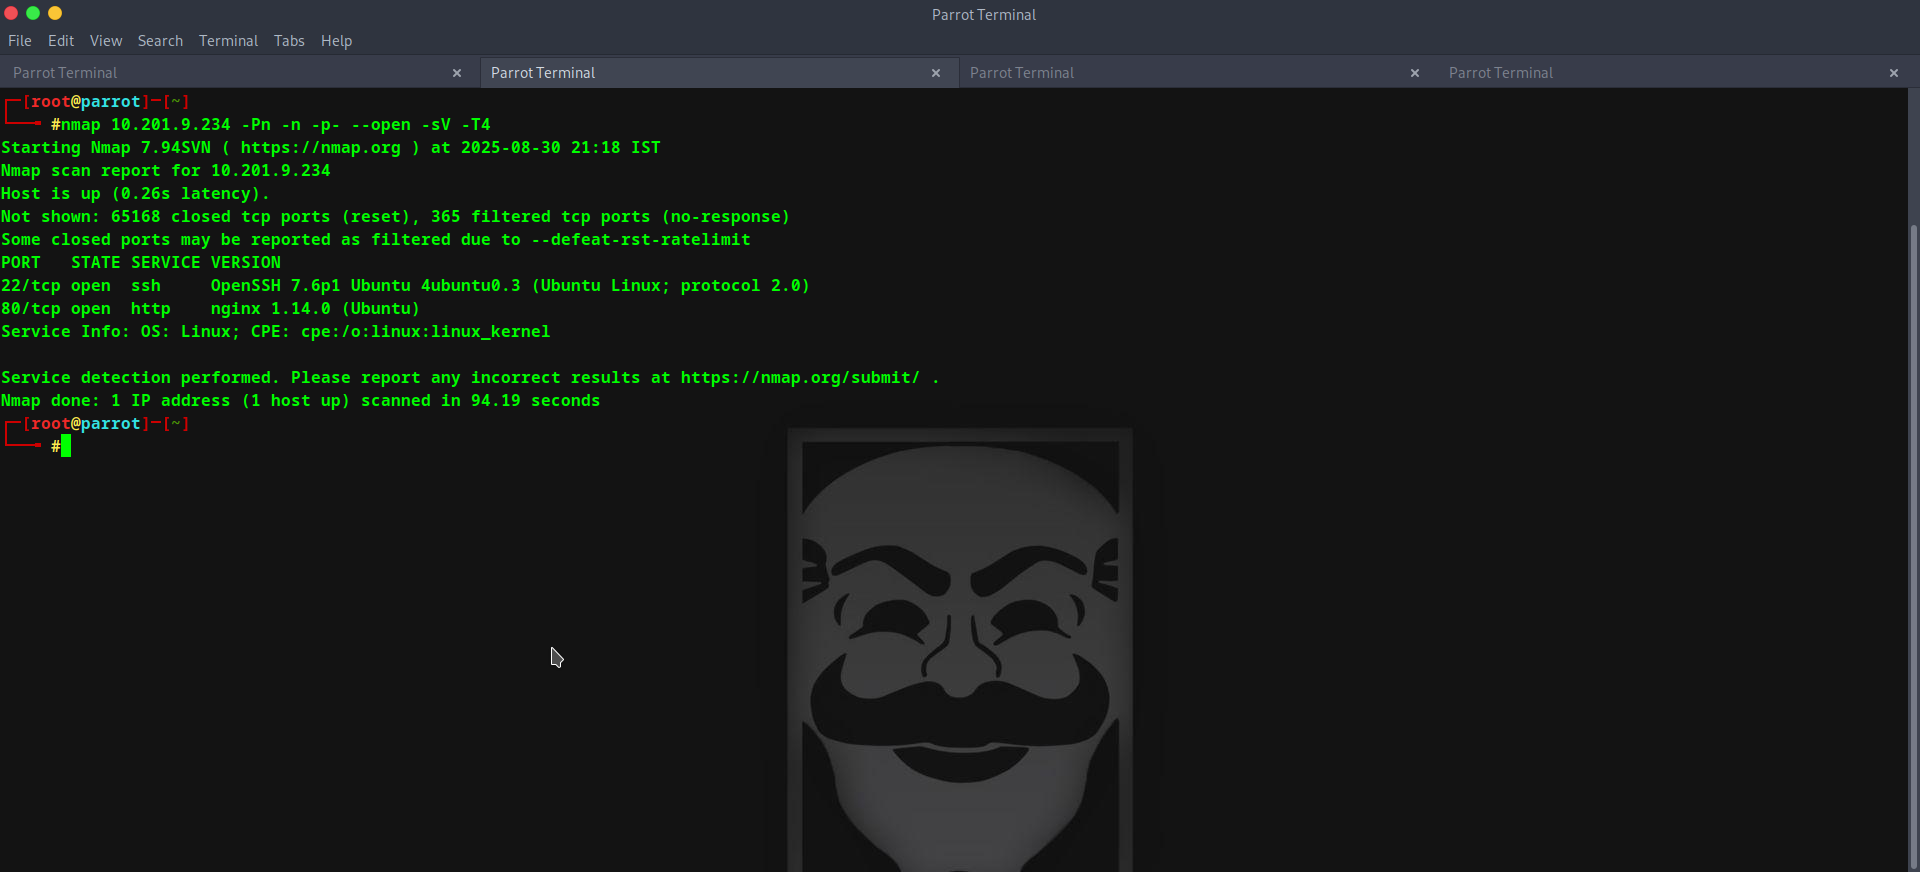 Parrot Terminal
File Edit View Search Terminal Tabs Help
Parrot Terminal × Parrot Terminal × Parrot Terminal × Parrot Terminal ×
┌─[root@parrot]─[~]
└──╼ #nmap 10.201.9.234 -Pn -n -p- --open -sV -T4
Starting Nmap 7.94SVN ( https://nmap.org ) at 2025-08-30 21:18 IST
Nmap scan report for 10.201.9.234
Host is up (0.26s latency).
Not shown: 65168 closed tcp ports (reset), 365 filtered tcp ports (no-response)
Some closed ports may be reported as filtered due to --defeat-rst-ratelimit
PORT   STATE SERVICE VERSION
22/tcp open  ssh     OpenSSH 7.6p1 Ubuntu 4ubuntu0.3 (Ubuntu Linux; protocol 2.0)
80/tcp open  http    nginx 1.14.0 (Ubuntu)
Service Info: OS: Linux; CPE: cpe:/o:linux:linux_kernel

Service detection performed. Please report any incorrect results at https://nmap.org/submit/ .
Nmap done: 1 IP address (1 host up) scanned in 94.19 seconds
┌─[root@parrot]─[~]
└──╼ #